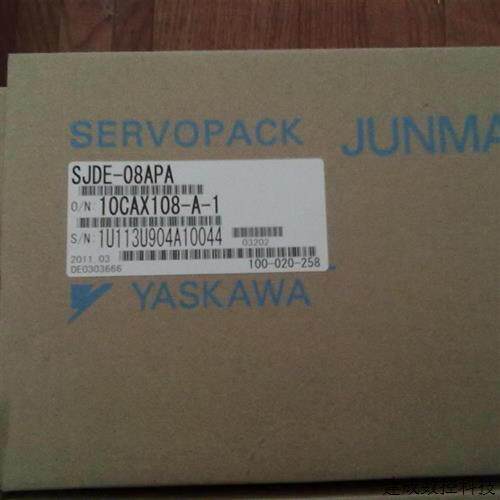 SERVOPACK JUNMA
SJDE-08APA
O/N: 10CAX108-A-1
S/N: 1U113U904A10044
03202
2011.03
DE0303666
100-020-258
YASKAWA